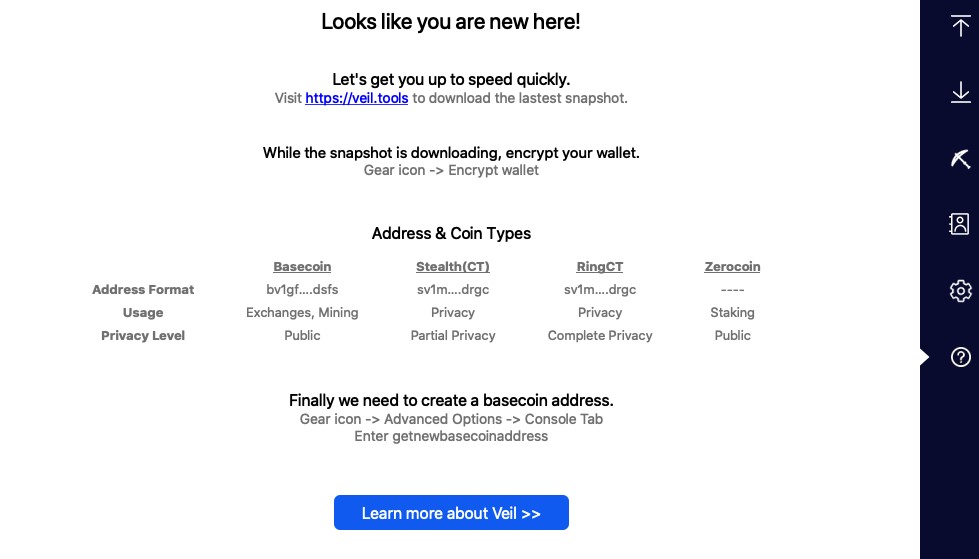 Looks like you are new here!
Let's get you up to speed quickly.
Visit https://veil.tools to download the lastest snapshot.
While the snapshot is downloading, encrypt your wallet.
Gear icon -> Encrypt wallet
Address & Coin Types
Basecoin Stealth(CT) RingCT Zerocoin
Address Format bv1gf....dsfs sv1m....drgc sv1m....drgc ----
Usage Exchanges, Mining Privacy Privacy Staking
Privacy Level Public Partial Privacy Complete Privacy Public
Finally we need to create a basecoin address.
Gear icon -> Advanced Options -> Console Tab
Enter getnewbasecoinaddress
Learn more about Veil >>